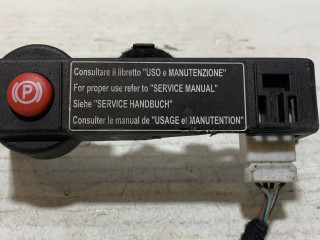 P
Consultare il libretto "USO e MANUTENZIONE"
For proper use refer to "SERVICE MANUAL"
Siehe "SERVICE HANDBUCH"
Consulter le manual de "USAGE et MANUTENTION"